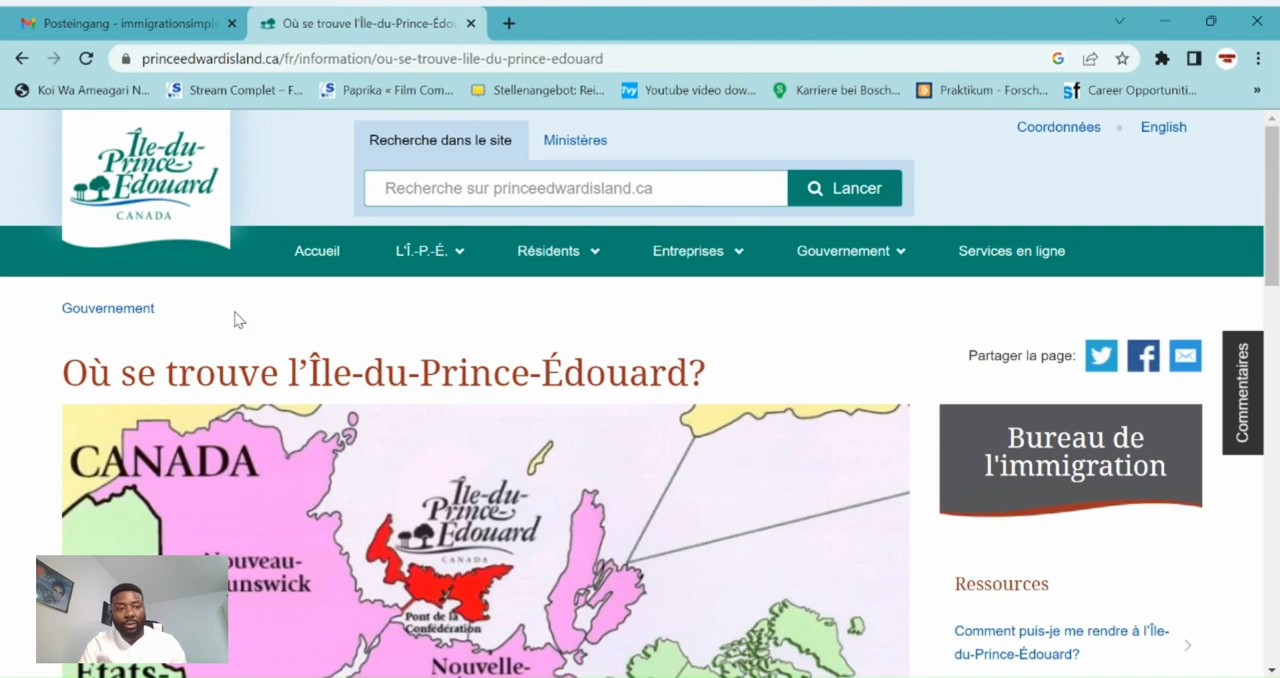 Posteingang - immigrationsimple
Où se trouve l'Île-du-Prince-Édou
princeedwardisland.ca/fr/information/ou-se-trouve-lile-du-prince-edouard
Koi Wa Ameagari N...
Stream Complet – F...
Paprika « Film Com...
Stellenangebot: Rei...
Youtube video dow...
Karriere bei Bosch...
Praktikum - Forsch...
Career Opportuniti...
Île-du-
Prince-
Édouard
CANADA
Recherche dans le site
Ministères
Coordonnées
English
Recherche sur princeedwardisland.ca
Lancer
Accueil
L'Î.-P.-É.
Résidents
Entreprises
Gouvernement
Services en ligne
Gouvernement
Où se trouve l'Île-du-Prince-Édouard?
Partager la page:
Commentaires
CANADA
Île-du-
Prince-
Édouard
CANADA
Pont de la
Confédération
Nouvelle-
Bureau de
l'immigration
Ressources
Comment puis-je me rendre à l'Île-
du-Prince-Édouard?